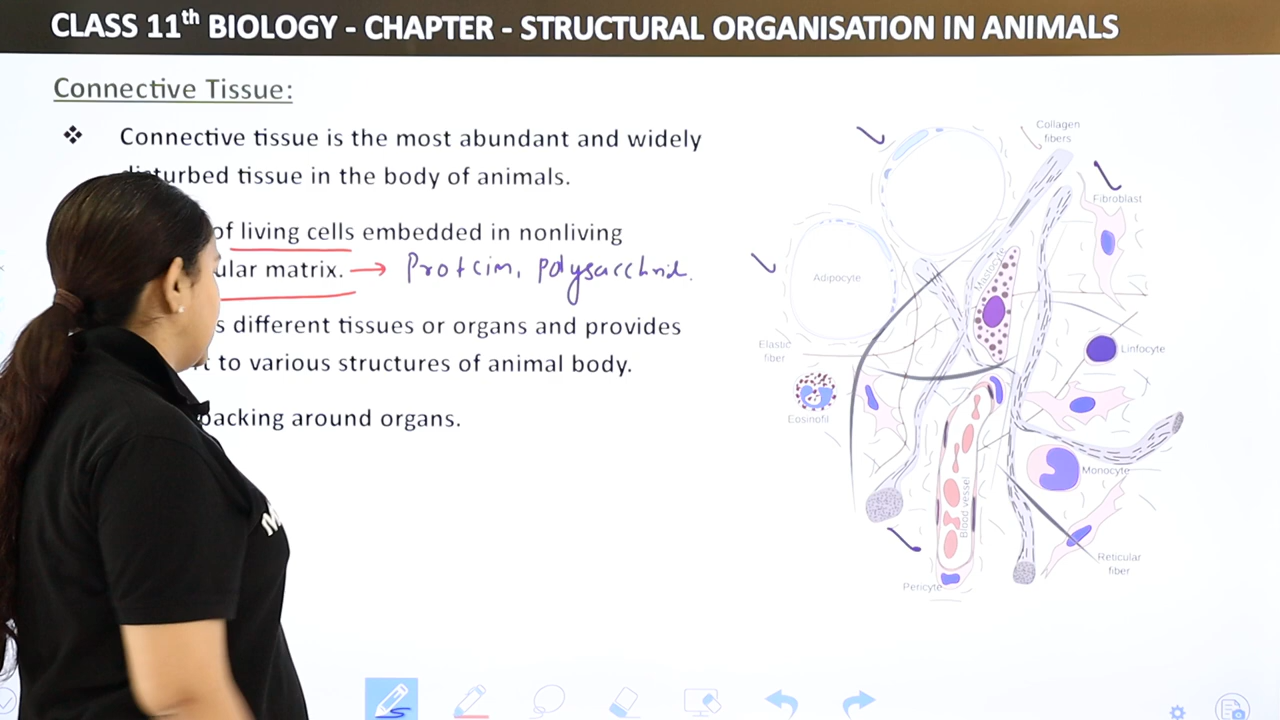 CLASS 11th BIOLOGY - CHAPTER - STRUCTURAL ORGANISATION IN ANIMALS
Connective Tissue:
❖ Connective tissue is the most abundant and widely
disturbed tissue in the body of animals.
of living cells embedded in nonliving
ular matrix. → Protein, polysacchrid.
s different tissues or organs and provides
t to various structures of animal body.
packing around organs.
Collagen
fibers
Fibroblast
Adipocyte
Mastocyte
Elastic
fiber
Linfocyte
Eosinofil
Monocyte
Blood vessel
Reticular
fiber
Pericyte
M